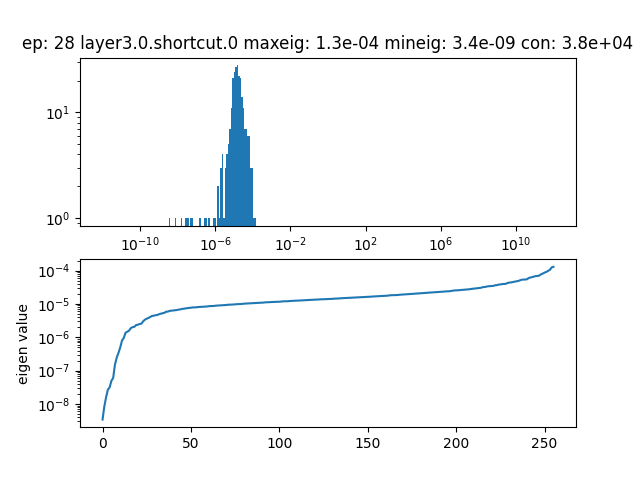 ep: 28 layer3.0.shortcut.0 maxeig: 1.3e-04 mineig: 3.4e-09 con: 3.8e+04
10¹
10⁰
10⁻¹⁰ 10⁻⁶ 10⁻² 10² 10⁶ 10¹⁰
10⁻⁴
10⁻⁵
10⁻⁶
10⁻⁷
10⁻⁸
eigen value
0 50 100 150 200 250